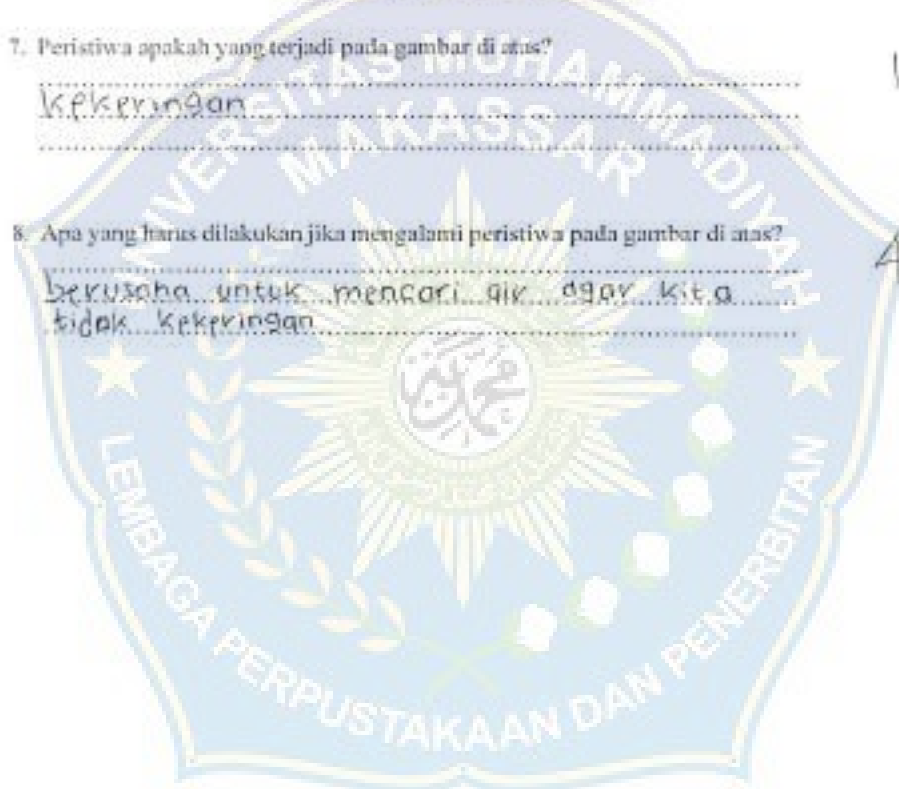 7. Peristiwa apakah yang terjadi pada gambar di atas?
kekeringan
8. Apa yang harus dilakukan jika mengalami peristiwa pada gambar di atas?
berusaha untuk mencari air agar kita
tidak kekeringan
UNIVERSITAS MUHAMMADIYAH
MAKASSAR
LEMBAGA PERPUSTAKAAN DAN PENERBITAN